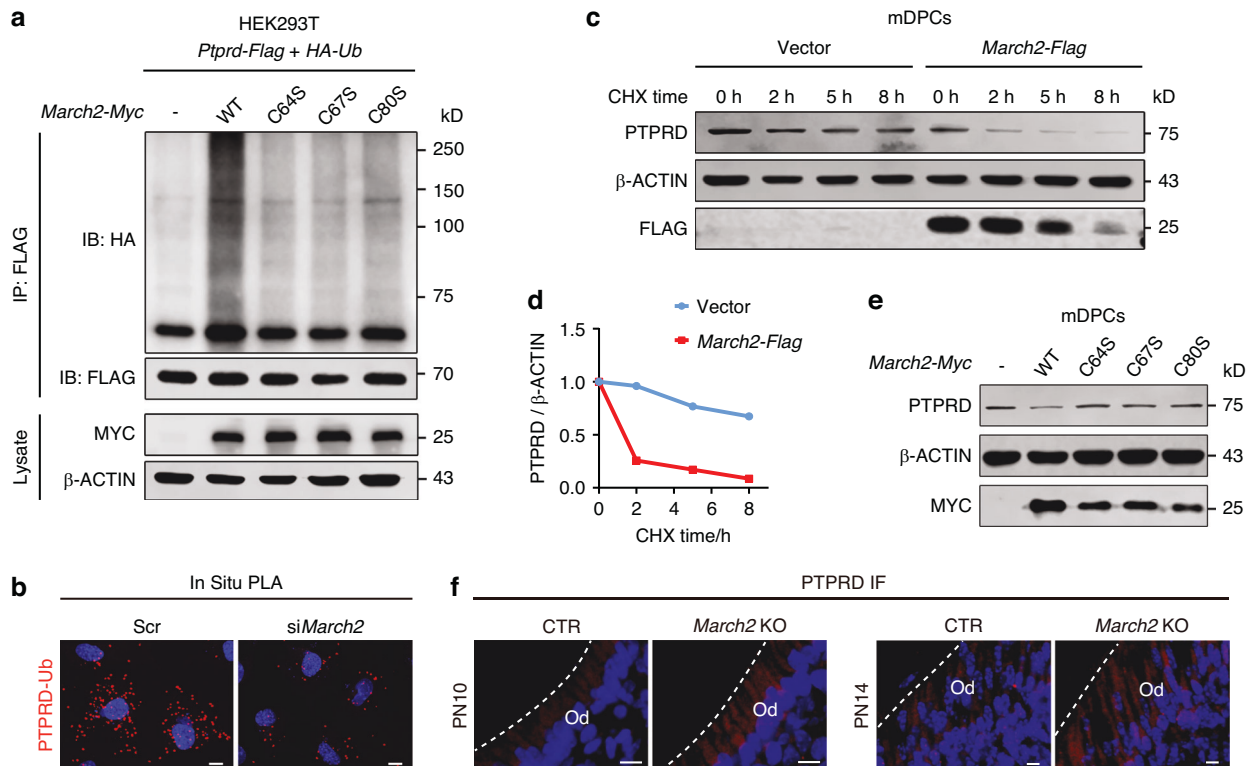 a
HEK293T
Ptprd-Flag + HA-Ub
March2-Myc - WT C64S C67S C80S kD
IP: FLAG
IB: HA
250
150
100
75
IB: FLAG 70
Lysate
MYC 25
β-ACTIN 43
b
In Situ PLA
Scr siMarch2
PTPRD-Ub
c
mDPCs
Vector March2-Flag
CHX time 0 h 2 h 5 h 8 h 0 h 2 h 5 h 8 h kD
PTPRD 75
β-ACTIN 43
FLAG 25
d
Vector
March2-Flag
PTPRD / β-ACTIN
1.5
1.0
0.5
0.0
0 2 4 6 8
CHX time/h
e
mDPCs
March2-Myc - WT C64S C67S C80S kD
PTPRD 75
β-ACTIN 43
MYC 25
f
PTPRD IF
CTR March2 KO CTR March2 KO
PN10 Od Od
PN14 Od Od